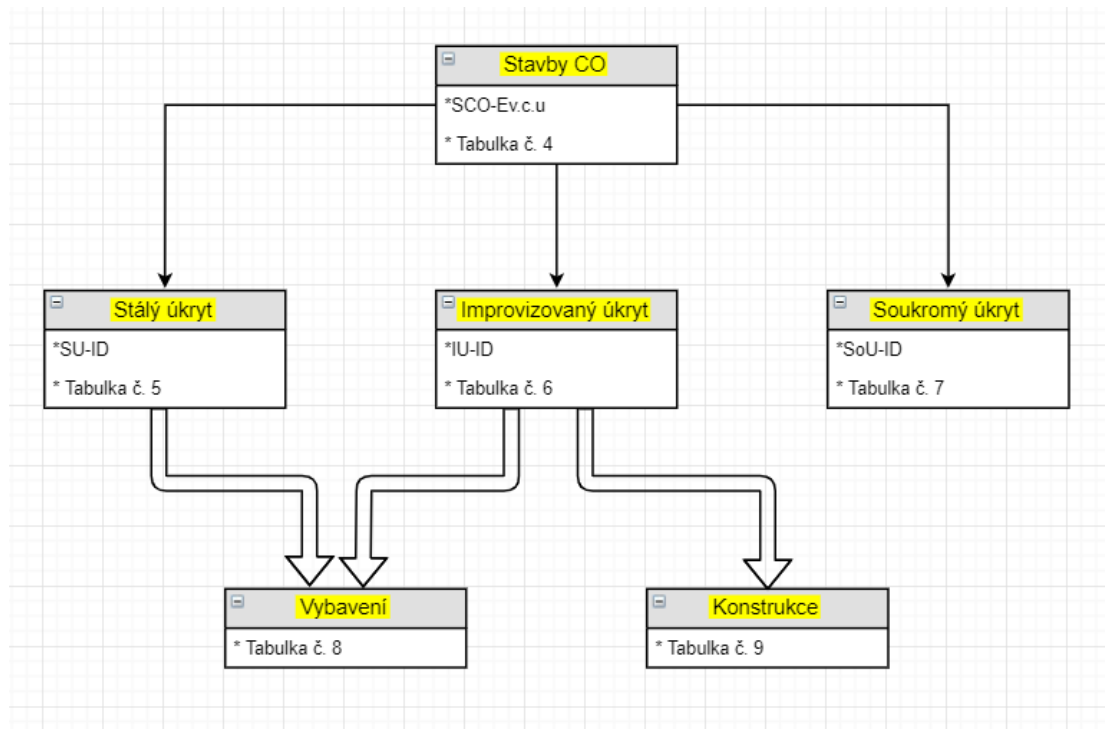 Stavby CO
*SCO-Ev.c.u
* Tabulka č. 4
Stálý úkryt
*SU-ID
* Tabulka č. 5
Improvizovaný úkryt
*IU-ID
* Tabulka č. 6
Soukromý úkryt
*SoU-ID
* Tabulka č. 7
Vybavení
* Tabulka č. 8
Konstrukce
* Tabulka č. 9